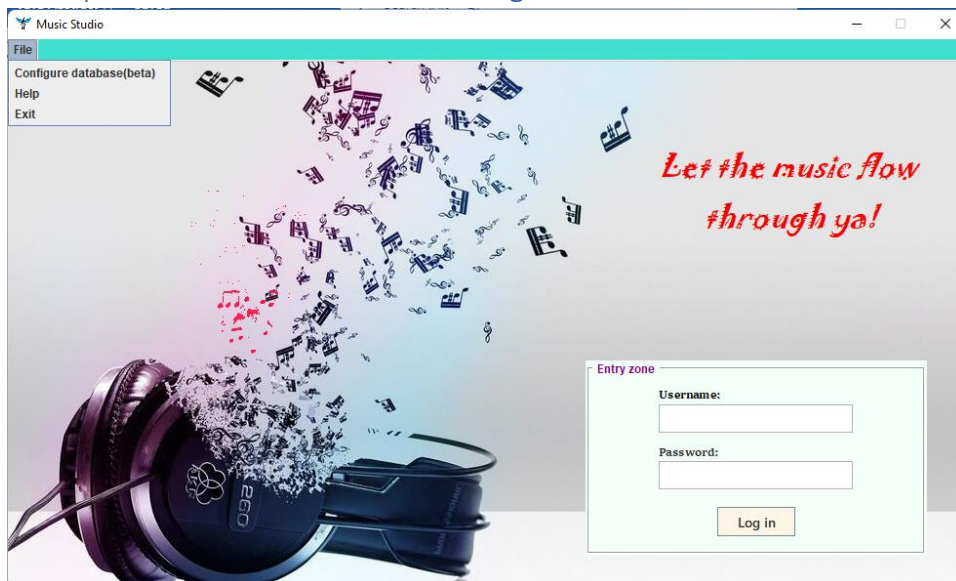 Music Studio
File
Configure database(beta)
Help
Exit
Let the music flow
through ya!
Entry zone
Username:
Password:
Log in
260